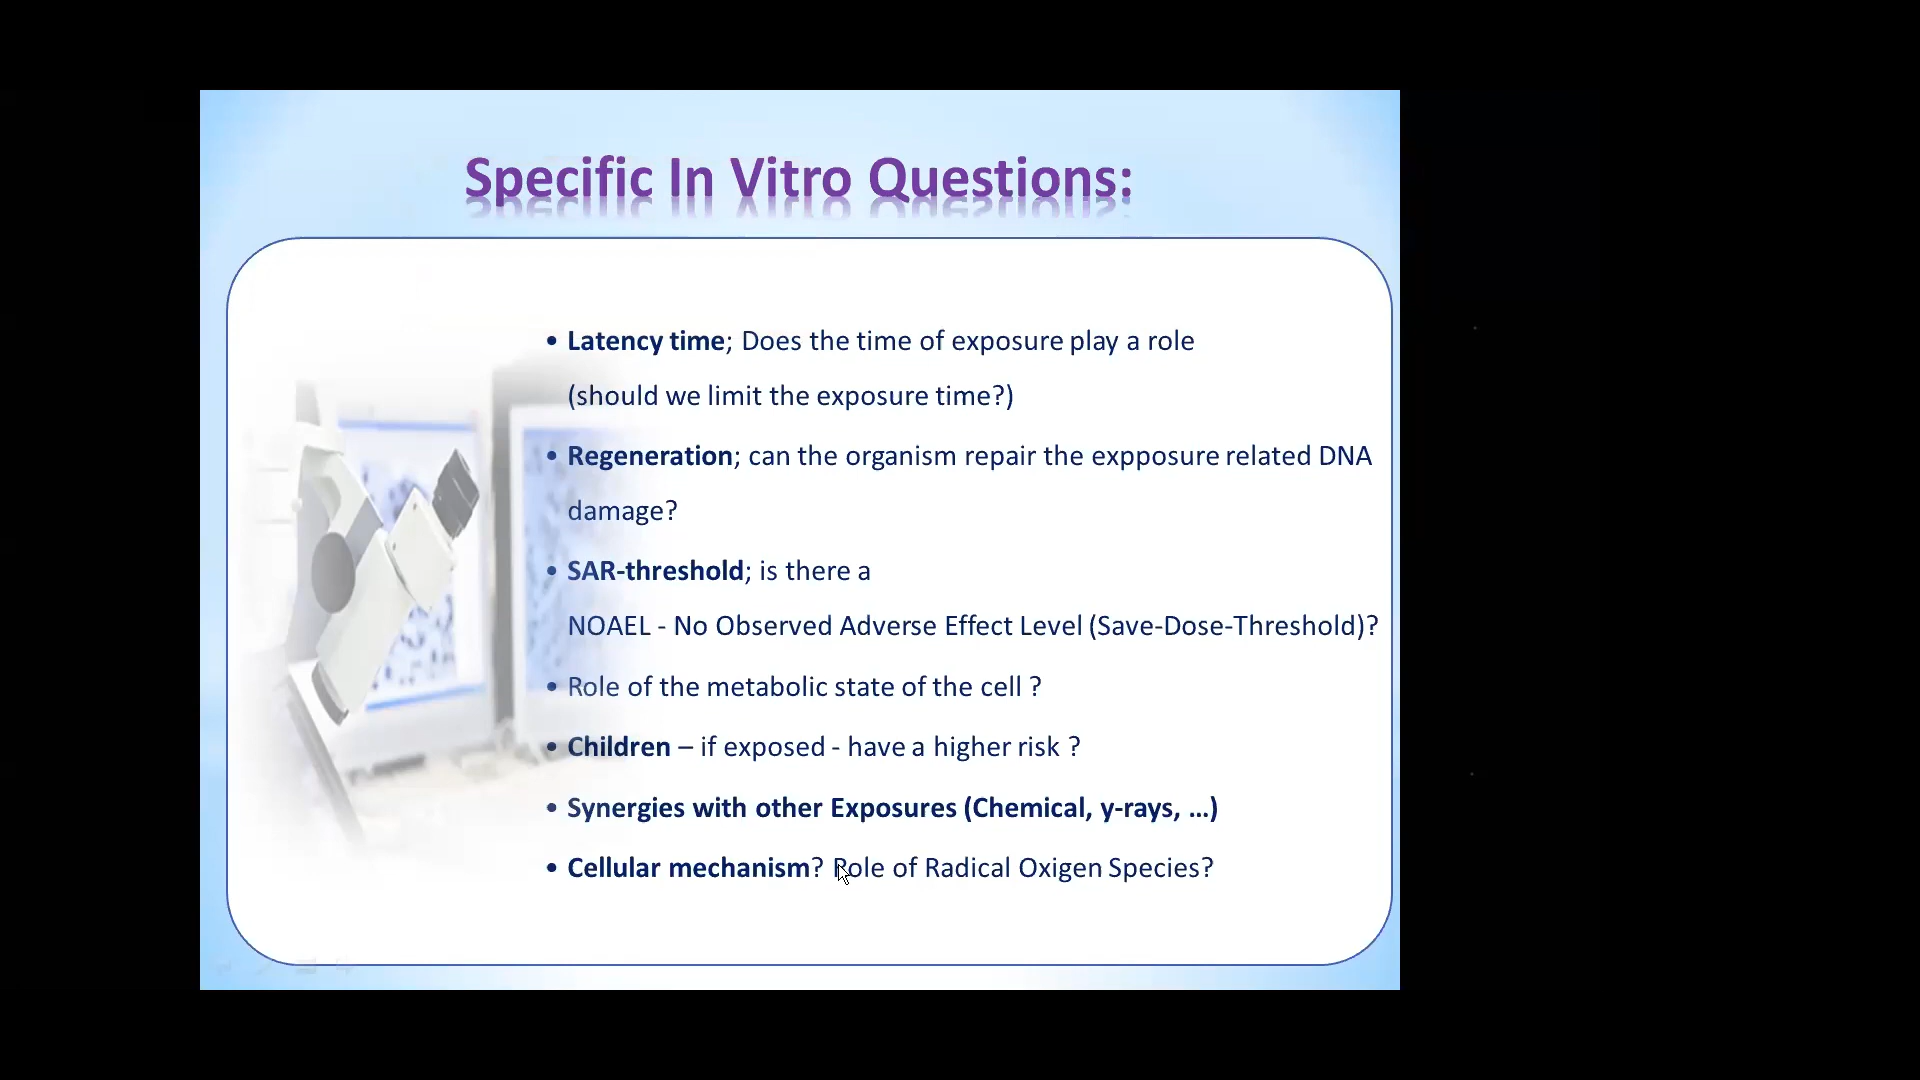 Specific In Vitro Questions:
• Latency time; Does the time of exposure play a role
(should we limit the exposure time?)
• Regeneration; can the organism repair the expposure related DNA
damage?
• SAR-threshold; is there a
NOAEL - No Observed Adverse Effect Level (Save-Dose-Threshold)?
• Role of the metabolic state of the cell ?
• Children – if exposed - have a higher risk ?
• Synergies with other Exposures (Chemical, y-rays, ...)
• Cellular mechanism? Role of Radical Oxigen Species?